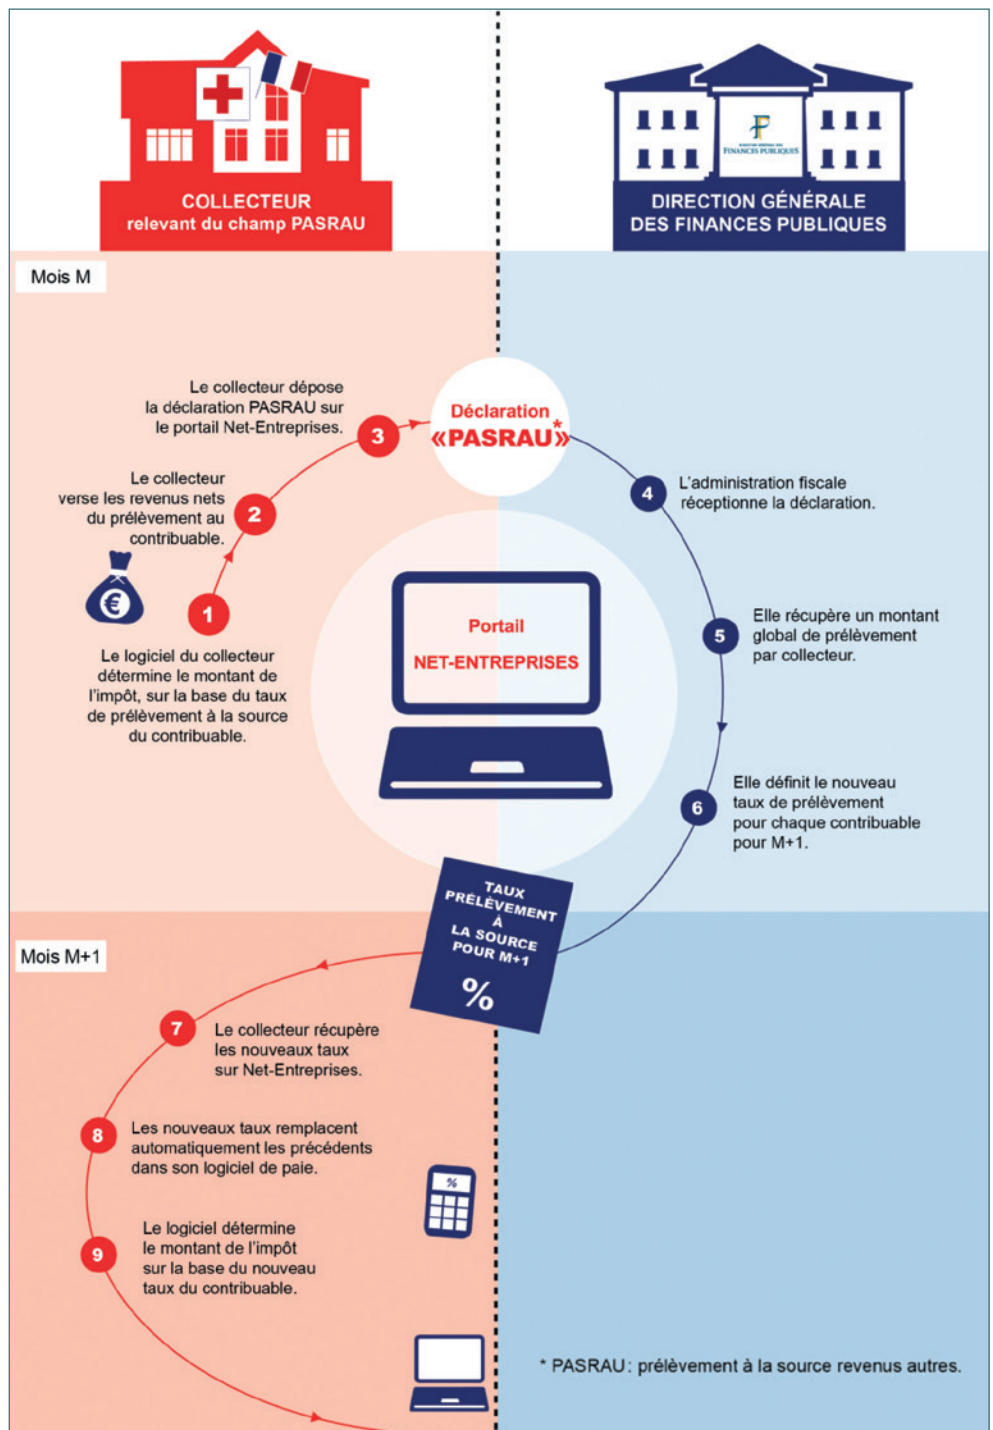 COLLECTEUR
relevant du champ PASRAU
DIRECTION GÉNÉRALE DES
FINANCES PUBLIQUES
DIRECTION GÉNÉRALE
DES FINANCES PUBLIQUES
Mois M
Le collecteur dépose
la déclaration PASRAU sur
le portail Net-Entreprises.
3
Déclaration
«PASRAU*»
Le collecteur
verse les revenus nets
du prélèvement au
contribuable.
2
€
1
Le logiciel du collecteur
détermine le montant de
l’impôt, sur la base du taux
de prélèvement à la source
du contribuable.
Portail
NET-ENTREPRISES
4
L’administration fiscale
réceptionne la déclaration.
5
Elle récupère un montant
global de prélèvement
par collecteur.
6
Elle définit le nouveau
taux de prélèvement
pour chaque contribuable
pour M+1.
TAUX
PRÉLÈVEMENT
À
LA SOURCE
POUR M+1
%
Mois M+1
7
Le collecteur récupère
les nouveaux taux
sur Net-Entreprises.
8
Les nouveaux taux remplacent
automatiquement les précédents
dans son logiciel de paie.
%
9
Le logiciel détermine
le montant de l’impôt
sur la base du nouveau
taux du contribuable.
* PASRAU : prélèvement à la source revenus autres.